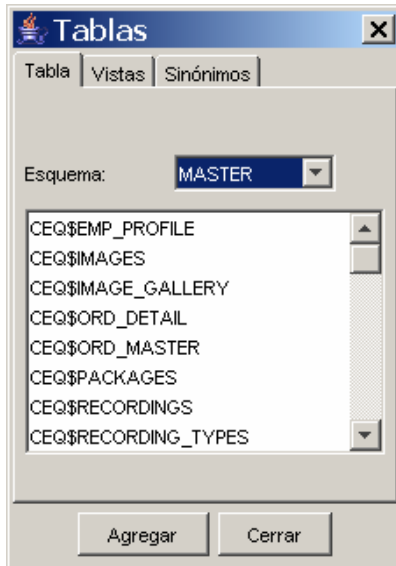 Tablas
Tabla Vistas Sinónimos
Esquema: MASTER
CEQ$EMP_PROFILE
CEQ$IMAGES
CEQ$IMAGE_GALLERY
CEQ$ORD_DETAIL
CEQ$ORD_MASTER
CEQ$PACKAGES
CEQ$RECORDINGS
CEQ$RECORDING_TYPES
Agregar Cerrar